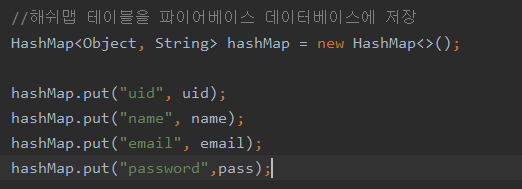 //해쉬맵 테이블을 파이어베이스 데이터베이스에 저장
HashMap<Object, String> hashMap = new HashMap<>();
hashMap.put("uid", uid);
hashMap.put("name", name);
hashMap.put("email", email);
hashMap.put("password",pass);